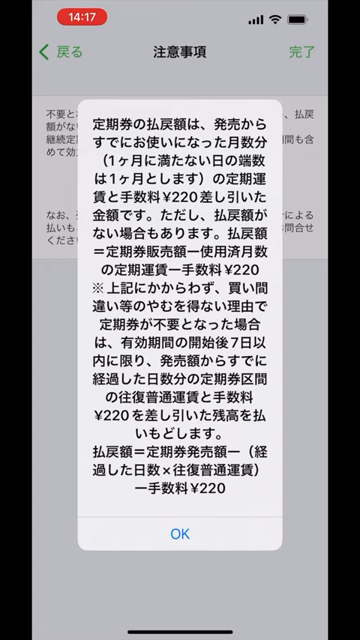 14:17
戻る
注意事項
完了
定期券の払戻額は、発売から
すでにお使いになった月数分
（1ヶ月に満たない日の端数
は1ヶ月とします）の定期運
賃と手数料¥220差し引いた
金額です。ただし、払戻額が
ない場合もあります。払戻額
＝定期券販売額ー使用済月数
の定期運賃ー手数料¥220
※上記にかからわず、買い間
違い等のやむを得ない理由で
定期券が不要となった場合
は、有効期間の開始後7日以
内に限り、発売額からすでに
経過した日数分の定期券区間
の往復普通運賃と手数料
¥220を差し引いた残高を払
いもどします。
払戻額＝定期券発売額ー（経
過した日数×往復普通運賃）
ー手数料¥220
OK